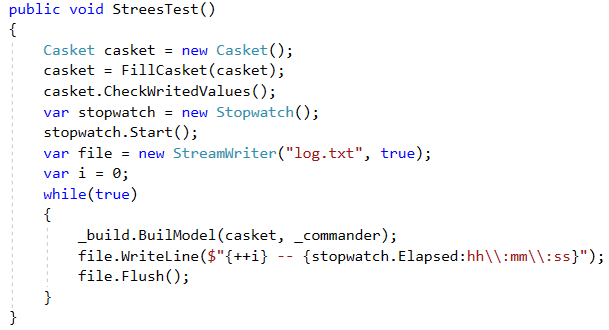 public void StreesTest()
{
    Casket casket = new Casket();
    casket = FillCasket(casket);
    casket.CheckWritedValues();
    var stopwatch = new Stopwatch();
    stopwatch.Start();
    var file = new StreamWriter("log.txt", true);
    var i = 0;
    while(true)
    {
        _build.BuilModel(casket, _commander);
        file.WriteLine($"{++i} -- {stopwatch.Elapsed:hh\\:mm\\:ss}");
        file.Flush();
    }
}